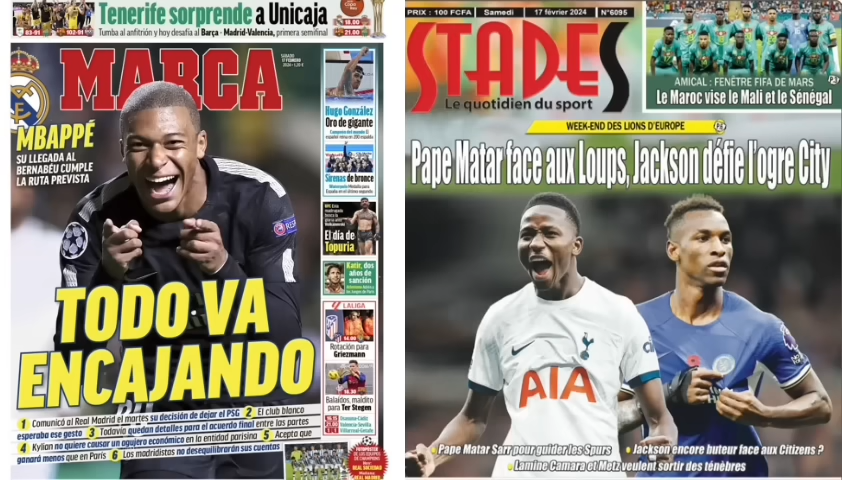 Tenerife sorprende a Unicaja
Tumba al anfitrión y hoy desafía al Barça - Madrid-Valencia, primera semifinal
18.00
21.00
MARCA
MBAPPÉ
SU LLEGADA AL
BERNABÉU CUMPLE
LA RUTA PREVISTA
TODO VA
ENCAJANDO
1 Comunicó al Real Madrid el martes su decisión de dejar el PSG 2 El club blanco
esperaba ese gesto 3 Todavía quedan detalles para el acuerdo final entre las partes
4 Kylian no quiere causar un agujero económico en la entidad parisina 5 Acepta que
ganará menos que en París 6 Los madridistas no desequilibrarán sus cuentas
Hugo González
Oro de gigante
Sirenas de bronce
El día de
Topuria
Katir, dos
años de
sanción
LALIGA
14.00
Rotación para
Griezmann
18.30
Balaídos, maldito
para Ter Stegen
PRIX : 100 FCFA
Samedi
17 février 2024
N°6095
STADES
Le quotidien du sport
AMICAL : FENÊTRE FIFA DE MARS
Le Maroc vise le Mali et le Sénégal
WEEK-END DES LIONS D'EUROPE
Pape Matar face aux Loups, Jackson défie l'ogre City
AIA
Pape Matar Sarr pour guider les Spurs
Jackson encore buteur face aux Citizens ?
Lamine Camara et Metz veulent sortir des ténèbres